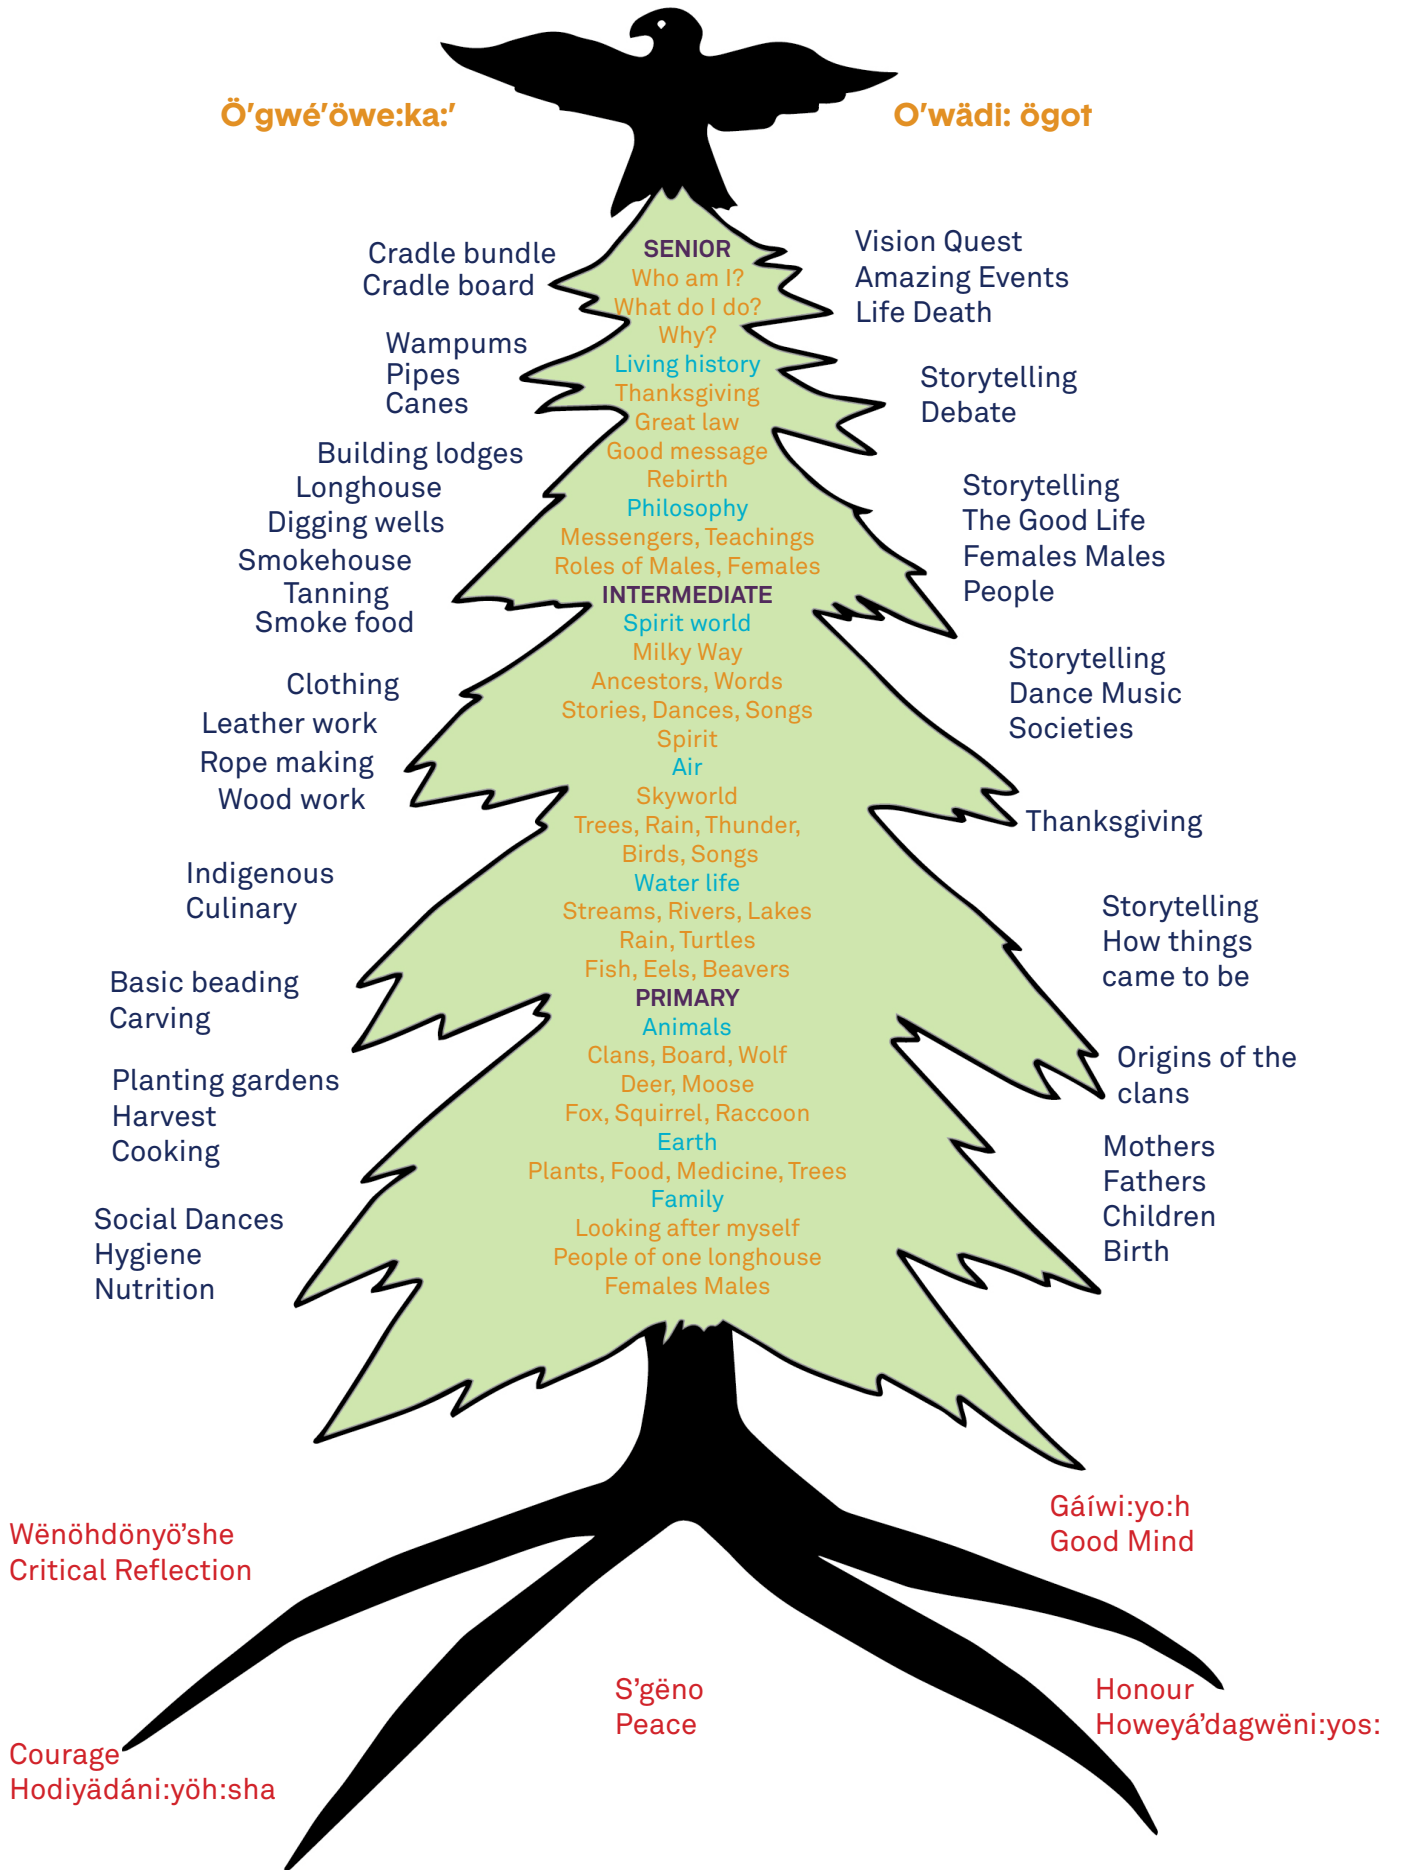 Ö'gwé'öwe:ka:'
O'wädi: ögot
Cradle bundle
Cradle board
Wampums
Pipes
Canes
Building lodges
Longhouse
Digging wells
Smokehouse
Tanning
Smoke food
Clothing
Leather work
Rope making
Wood work
Indigenous
Culinary
Basic beading
Carving
Planting gardens
Harvest
Cooking
Social Dances
Hygiene
Nutrition
SENIOR
Who am I?
What do I do?
Why?
Living history
Thanksgiving
Great law
Good message
Rebirth
Philosophy
Messengers, Teachings
Roles of Males, Females
INTERMEDIATE
Spirit world
Milky Way
Ancestors, Words
Stories, Dances, Songs
Spirit
Air
Skyworld
Trees, Rain, Thunder,
Birds, Songs
Water life
Streams, Rivers, Lakes
Rain, Turtles
Fish, Eels, Beavers
PRIMARY
Animals
Clans, Board, Wolf
Deer, Moose
Fox, Squirrel, Raccoon
Earth
Plants, Food, Medicine, Trees
Family
Looking after myself
People of one longhouse
Females Males
Vision Quest
Amazing Events
Life Death
Storytelling
Debate
Storytelling
The Good Life
Females Males
People
Storytelling
Dance Music
Societies
Thanksgiving
Storytelling
How things
came to be
Origins of the
clans
Mothers
Fathers
Children
Birth
Wënöhdönyö'she
Critical Reflection
Gáíwi:yo:h
Good Mind
Courage
Hodiyädáni:yöh:sha
S'gëno
Peace
Honour
Howeyá'dagwëni:yos: